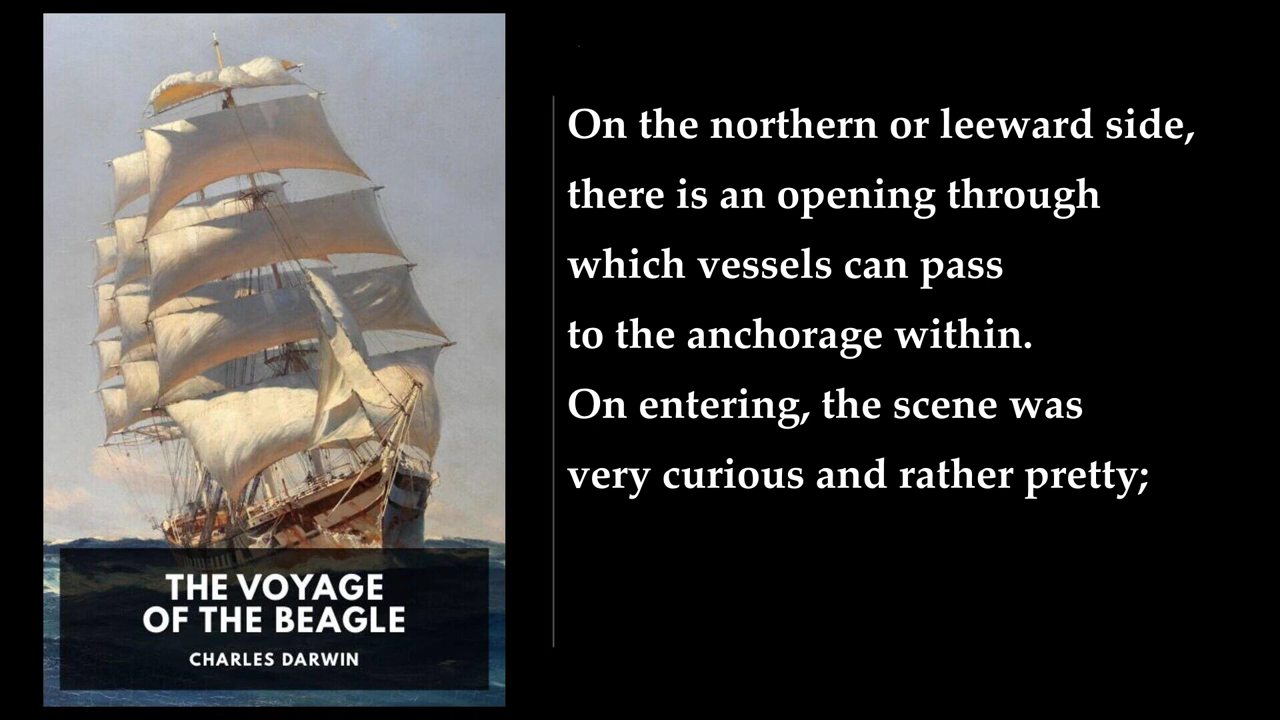 THE VOYAGE
OF THE BEAGLE
CHARLES DARWIN
On the northern or leeward side,
there is an opening through
which vessels can pass
to the anchorage within.
On entering, the scene was
very curious and rather pretty;